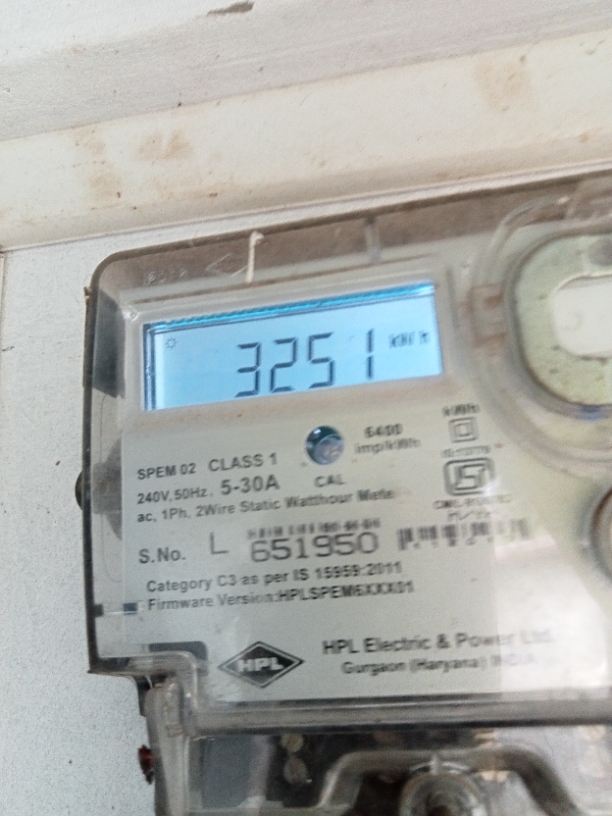 3251 kWh
6400
kWh
imp/kWh
SPEM 02 CLASS 1
CAL
240V, 50Hz, 5-30A
ac, 1Ph, 2Wire Static Watthour Meter
S.No. L 651950
Category C3 as per IS 15959:2011
Firmware Version:HPLSPEM6XXX01
HPL
HPL Electric & Power Ltd.
Gurgaon (Haryana) INDIA